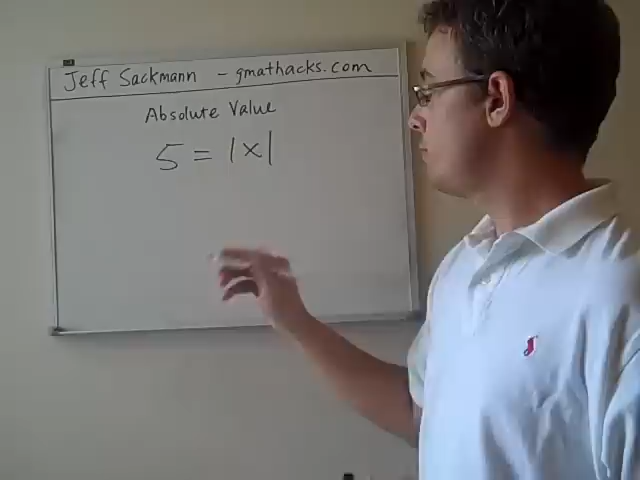 Jeff Sackmann - gmathacks.com
Absolute Value
5 = |x|